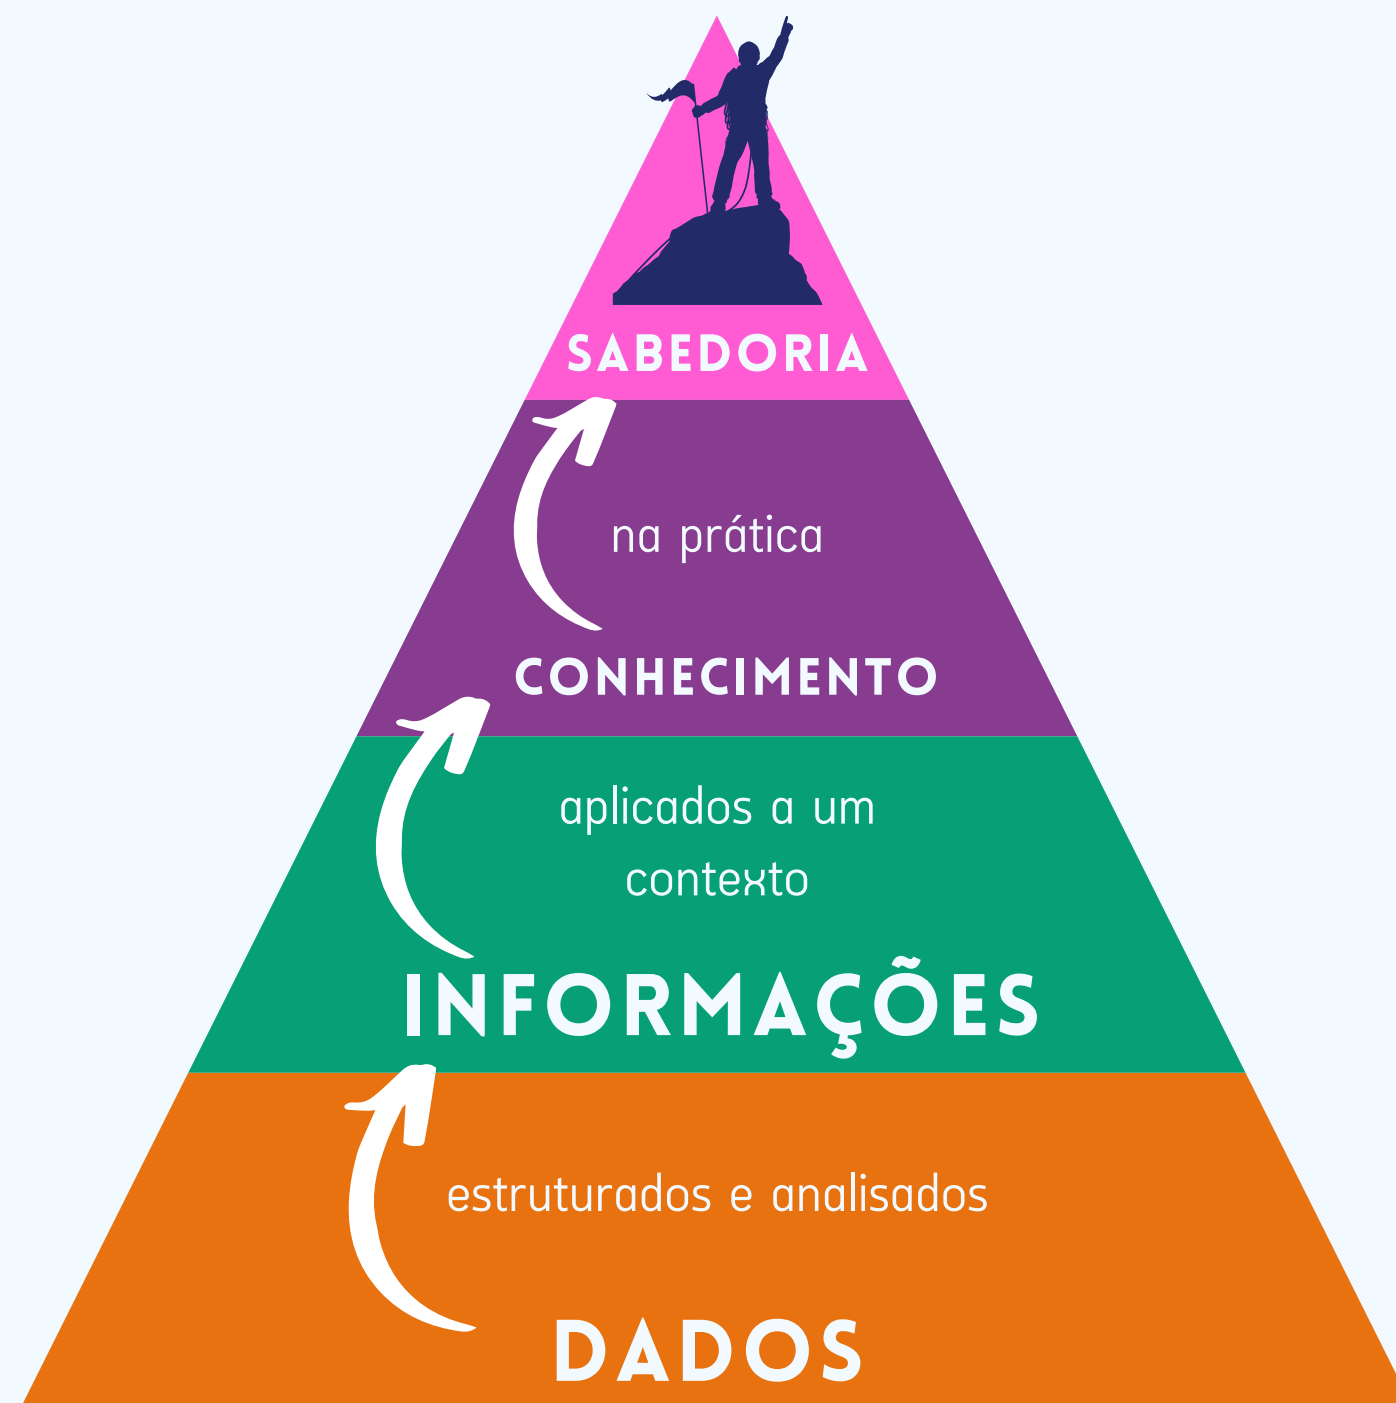 SABEDORIA
na prática
CONHECIMENTO
aplicados a um
contexto
INFORMAÇÕES
estruturados e analisados
DADOS